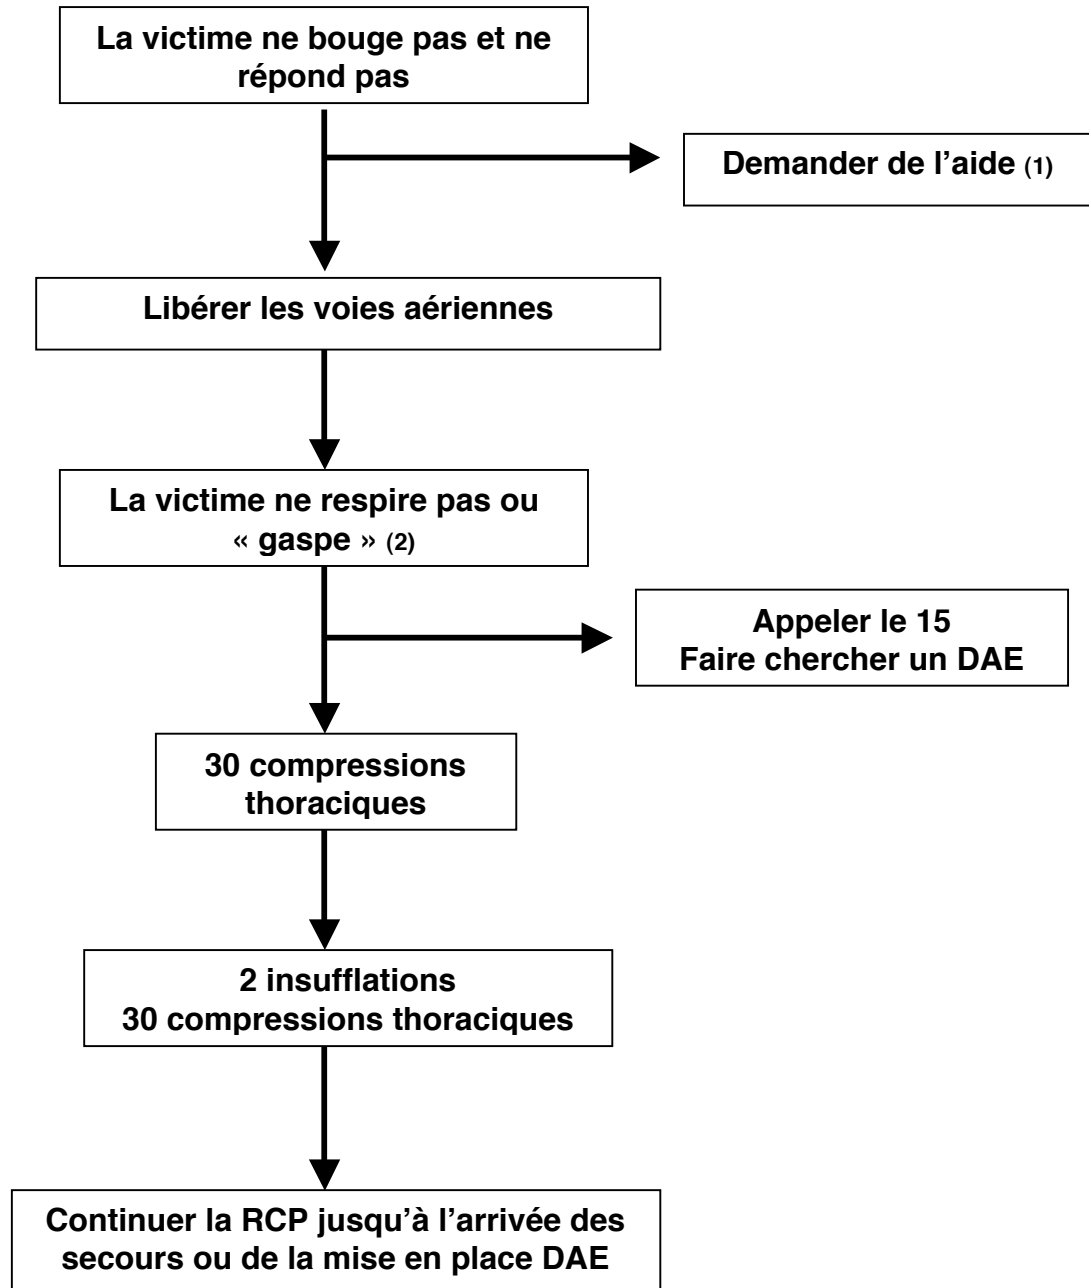 La victime ne bouge pas et ne
répond pas
Demander de l’aide (1)
Libérer les voies aériennes
La victime ne respire pas ou
« gaspe » (2)
Appeler le 15
Faire chercher un DAE
30 compressions
thoraciques
2 insufflations
30 compressions thoraciques
Continuer la RCP jusqu’à l’arrivée des
secours ou de la mise en place DAE